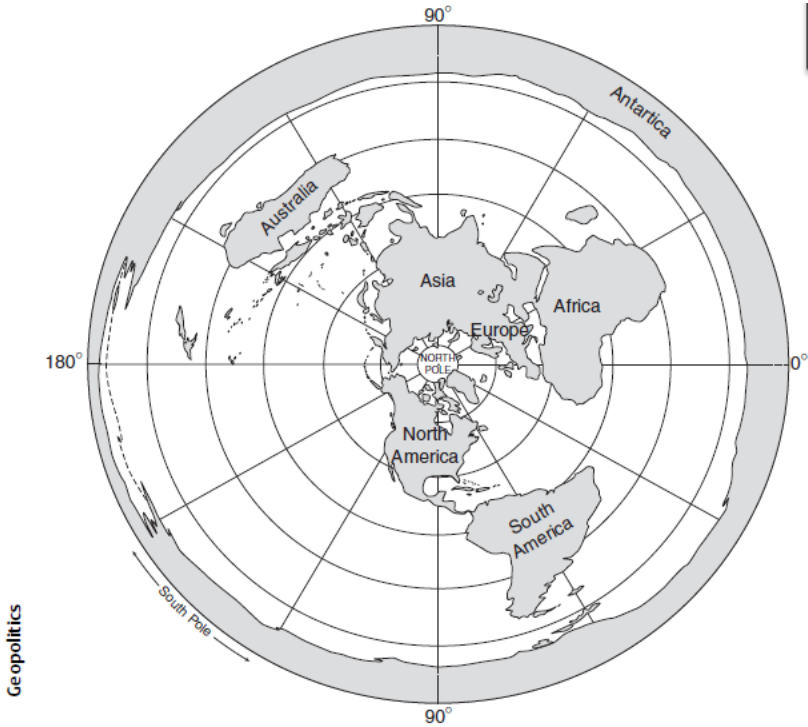 90°
Antartica
Australia
Asia
Africa
Europe
180°
NORTH
POLE
0°
North
America
South
America
South Pole
Geopolitics
90°